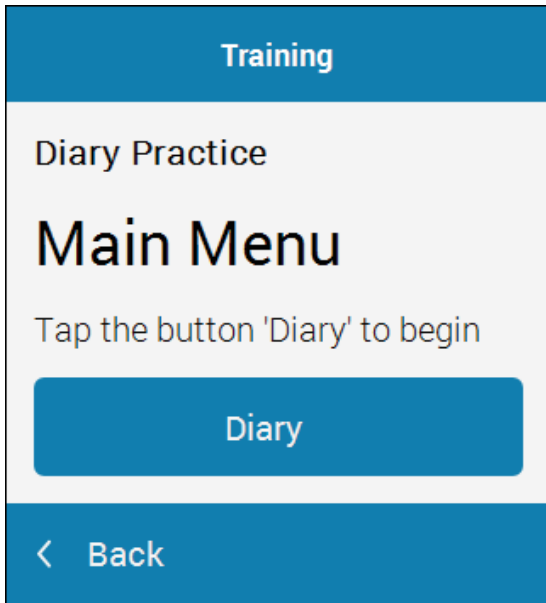 Training
Diary Practice
Main Menu
Tap the button 'Diary' to begin
Diary
Back